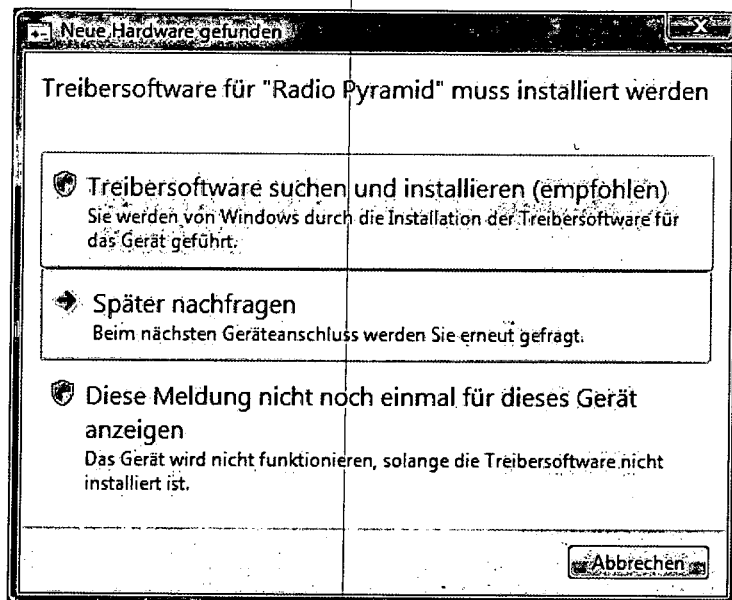 Neue Hardware gefunden
Treibersoftware für "Radio Pyramid" muss installiert werden
Treibersoftware suchen und installieren (empfohlen)
Sie werden von Windows durch die Installation der Treibersoftware für
das Gerät geführt.
Später nachfragen
Beim nächsten Geräteanschluss werden Sie erneut gefragt.
Diese Meldung nicht noch einmal für dieses Gerät
anzeigen
Das Gerät wird nicht funktionieren, solange die Treibersoftware nicht
installiert ist.
Abbrechen